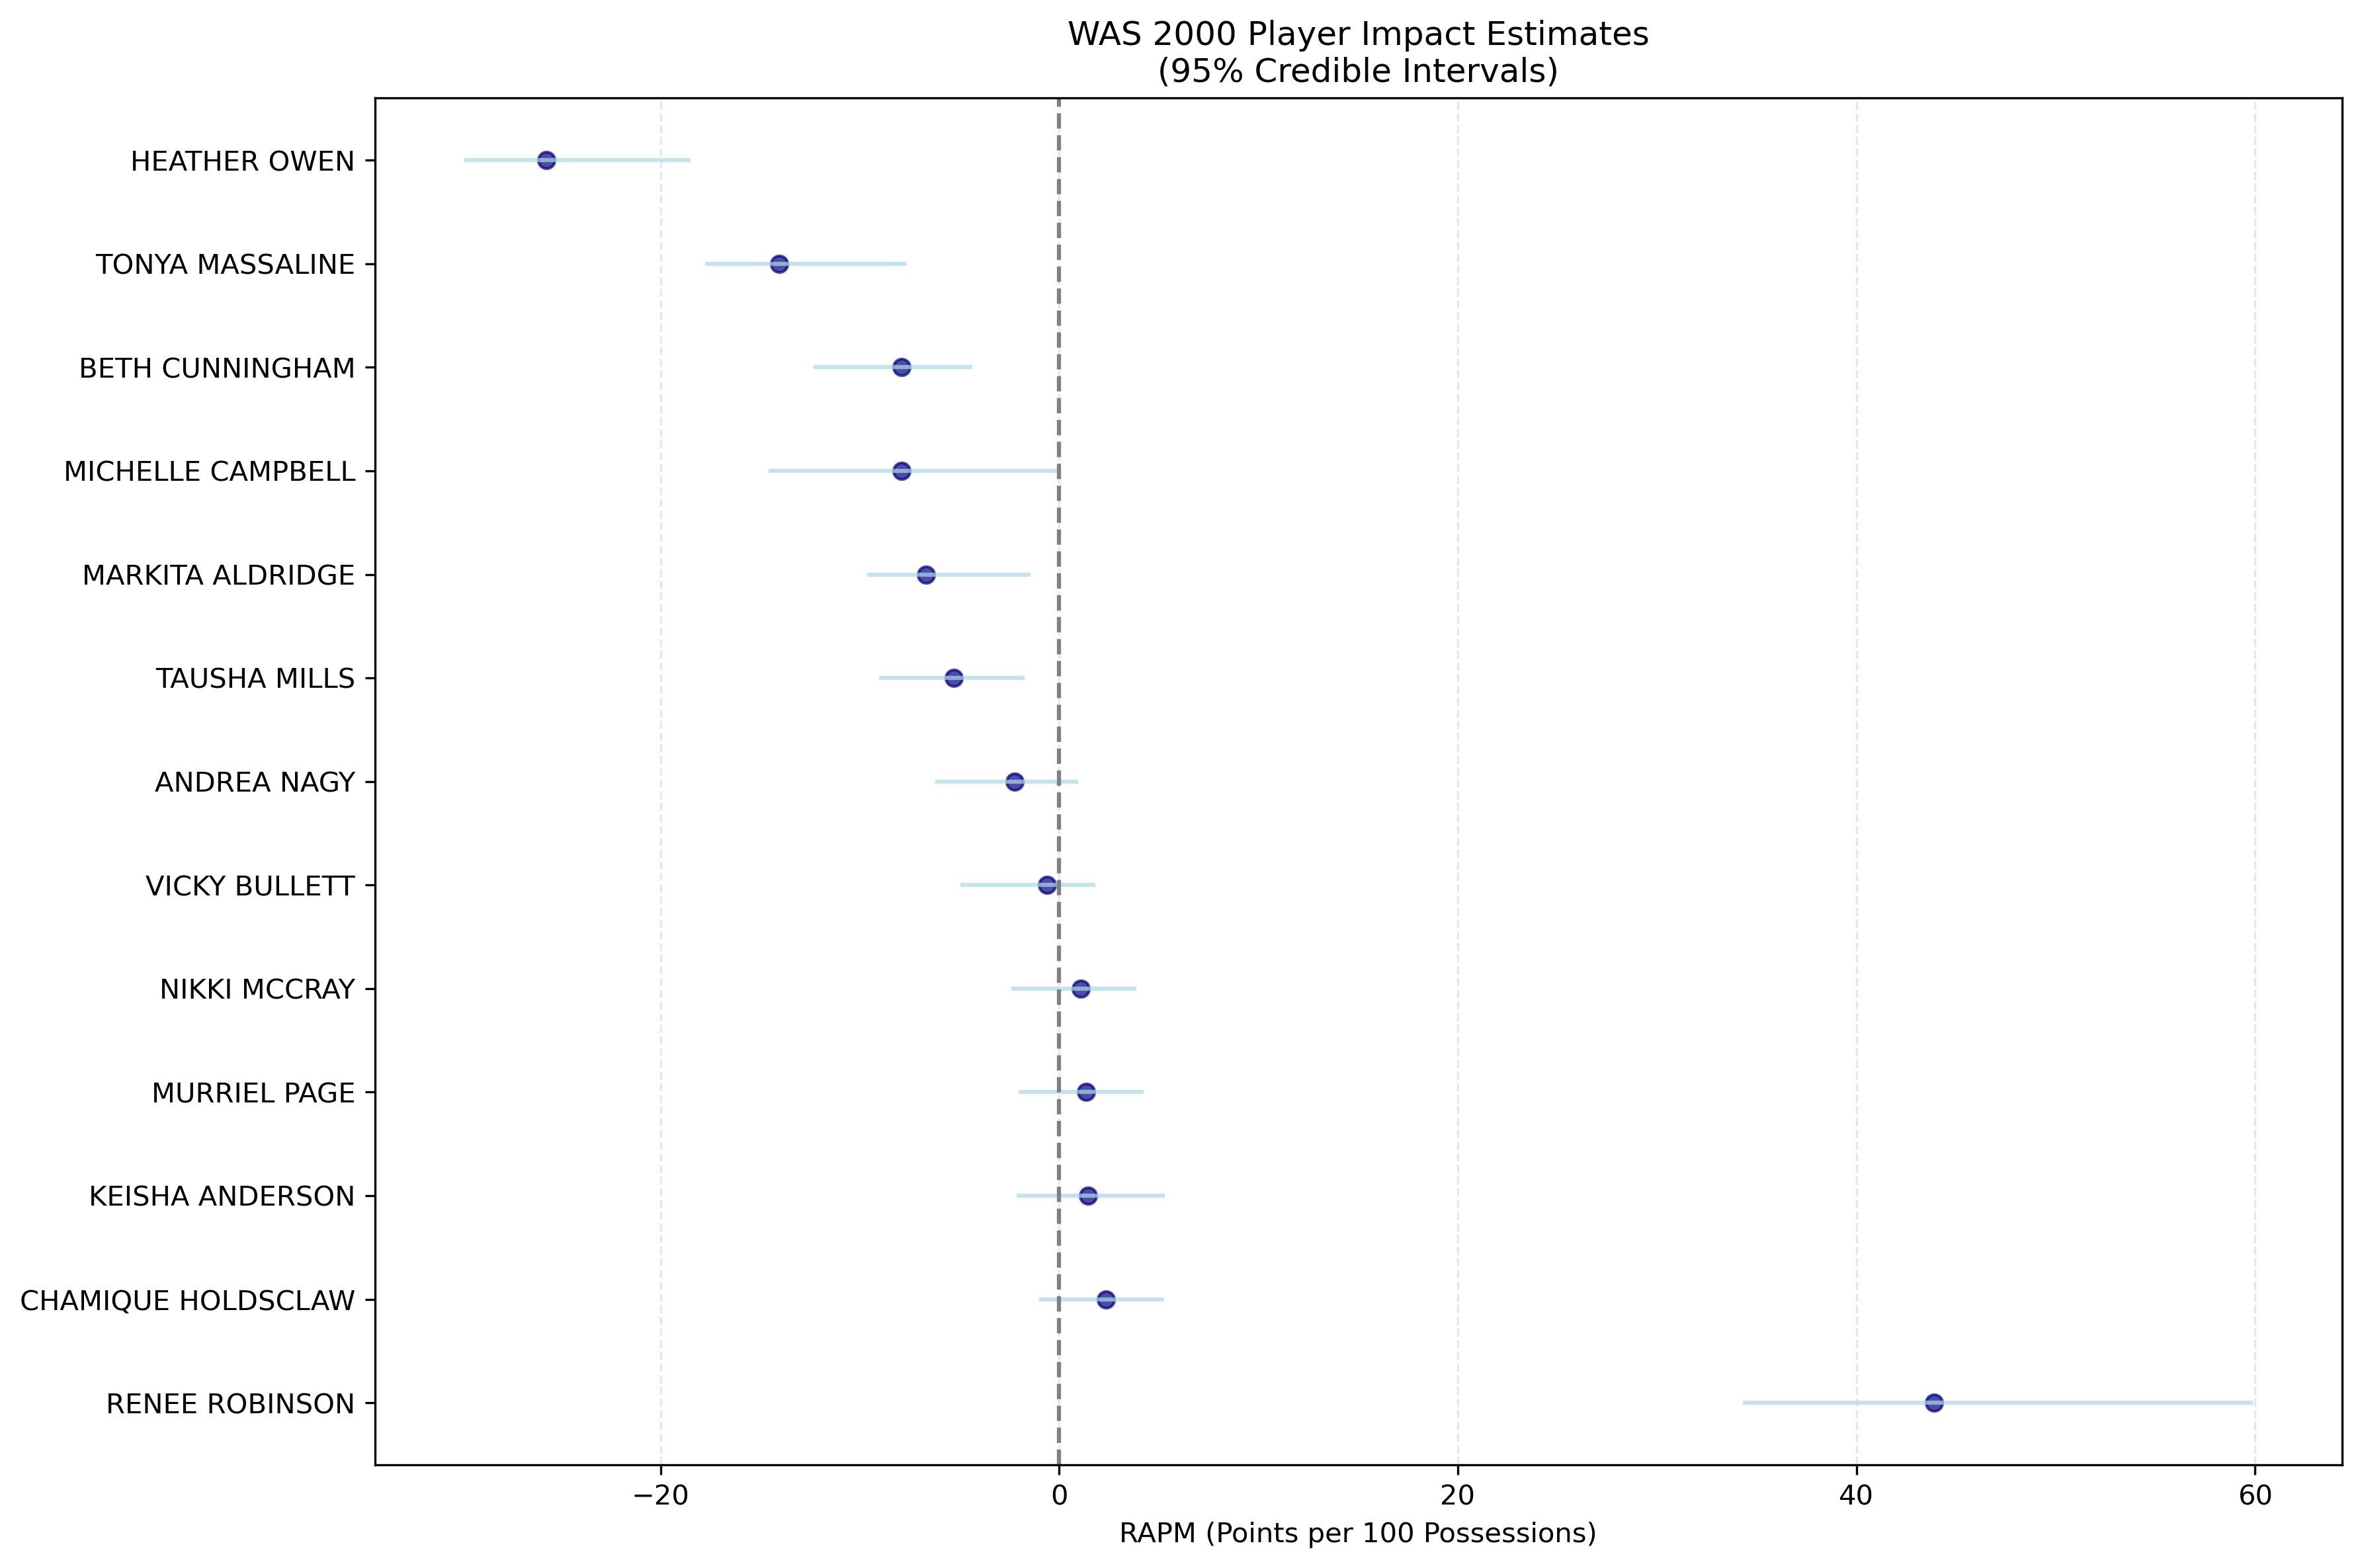 WAS 2000 Player Impact Estimates
(95% Credible Intervals)
HEATHER OWEN
TONYA MASSALINE
BETH CUNNINGHAM
MICHELLE CAMPBELL
MARKITA ALDRIDGE
TAUSHA MILLS
ANDREA NAGY
VICKY BULLETT
NIKKI MCCRAY
MURRIEL PAGE
KEISHA ANDERSON
CHAMIQUE HOLDSCLAW
RENEE ROBINSON
−20 0 20 40 60
RAPM (Points per 100 Possessions)